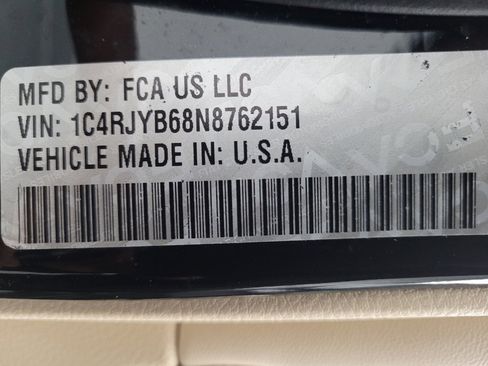 MFD BY: FCA US LLC
VIN: 1C4RJYB68N8762151
VEHICLE MADE IN: U.S.A.